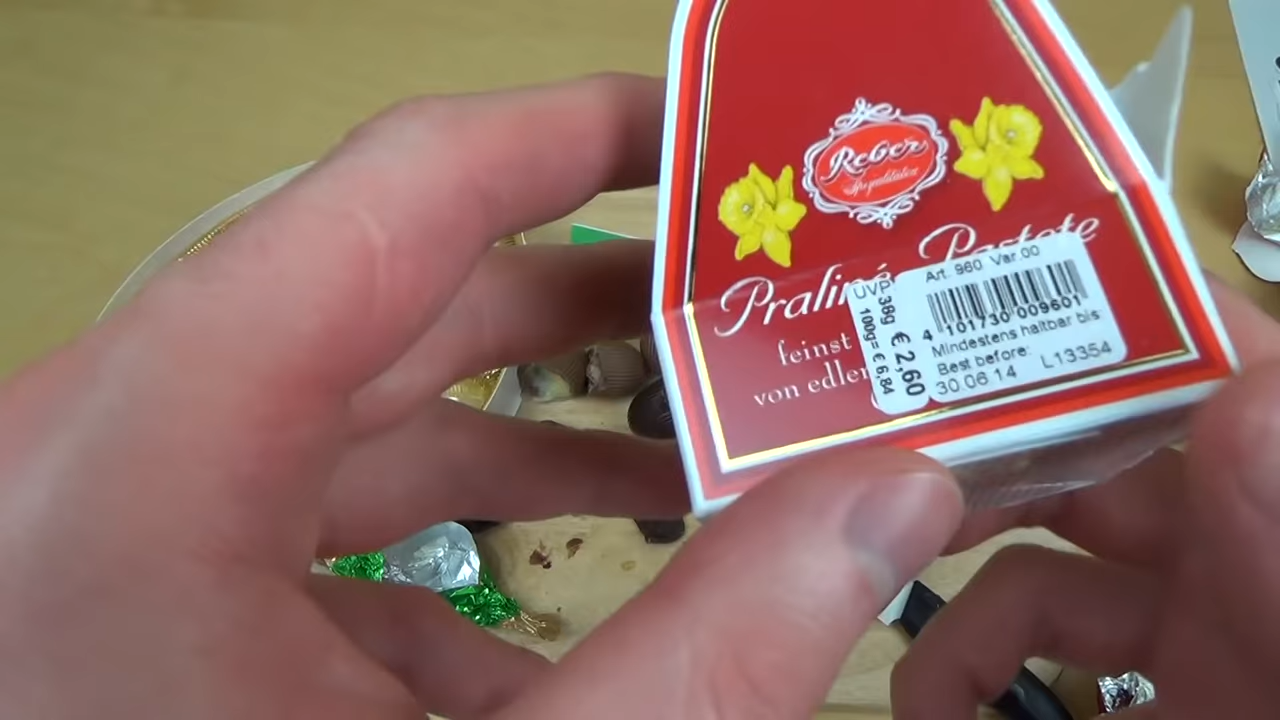 Reber
Spezialitäten
Praliné-Pastete
feinst
von edlen
Art. 960 Var.00
4 101730 009601
Mindestens haltbar bis:
Best before:
30.06.14 L13354
UVP 38g € 2,60
100g= € 6,84